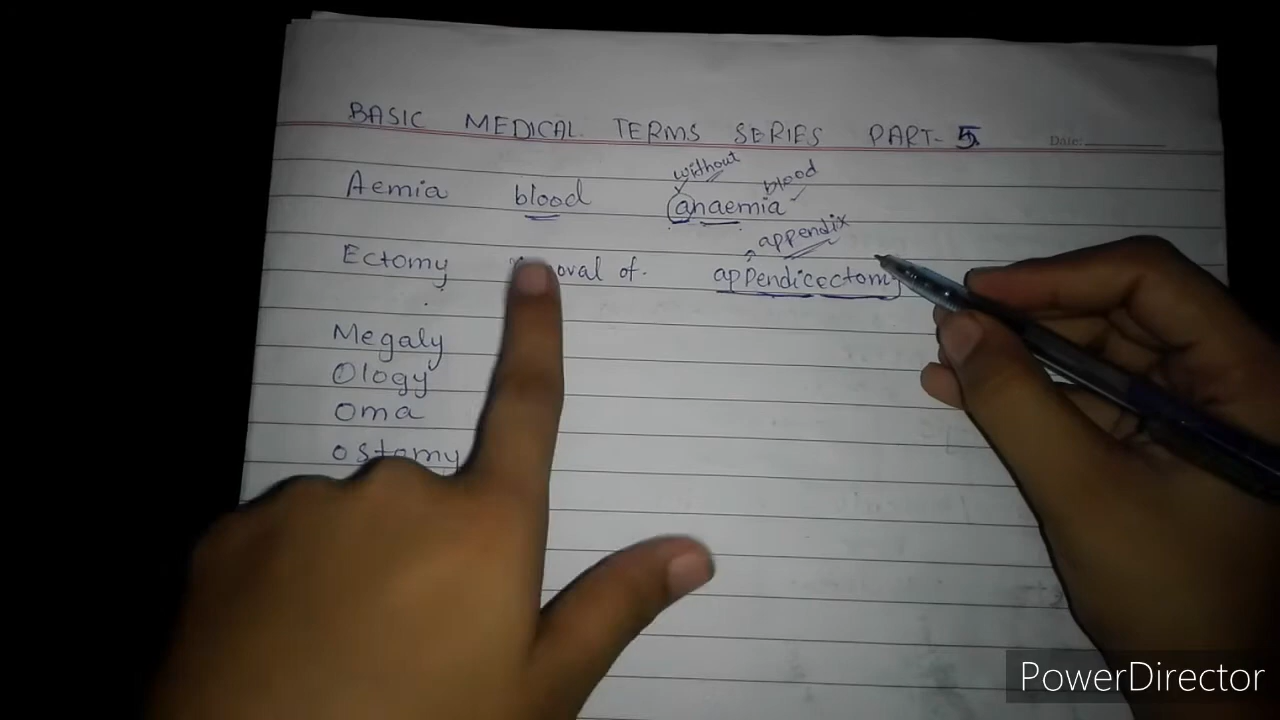 BASIC MEDICAL TERMS SERIES PART- 5
Date:
without
blood
Aemia blood anaemia
appendix
Ectomy of. appendicectomy
Megaly
Ology
oma
ostomy
PowerDirector